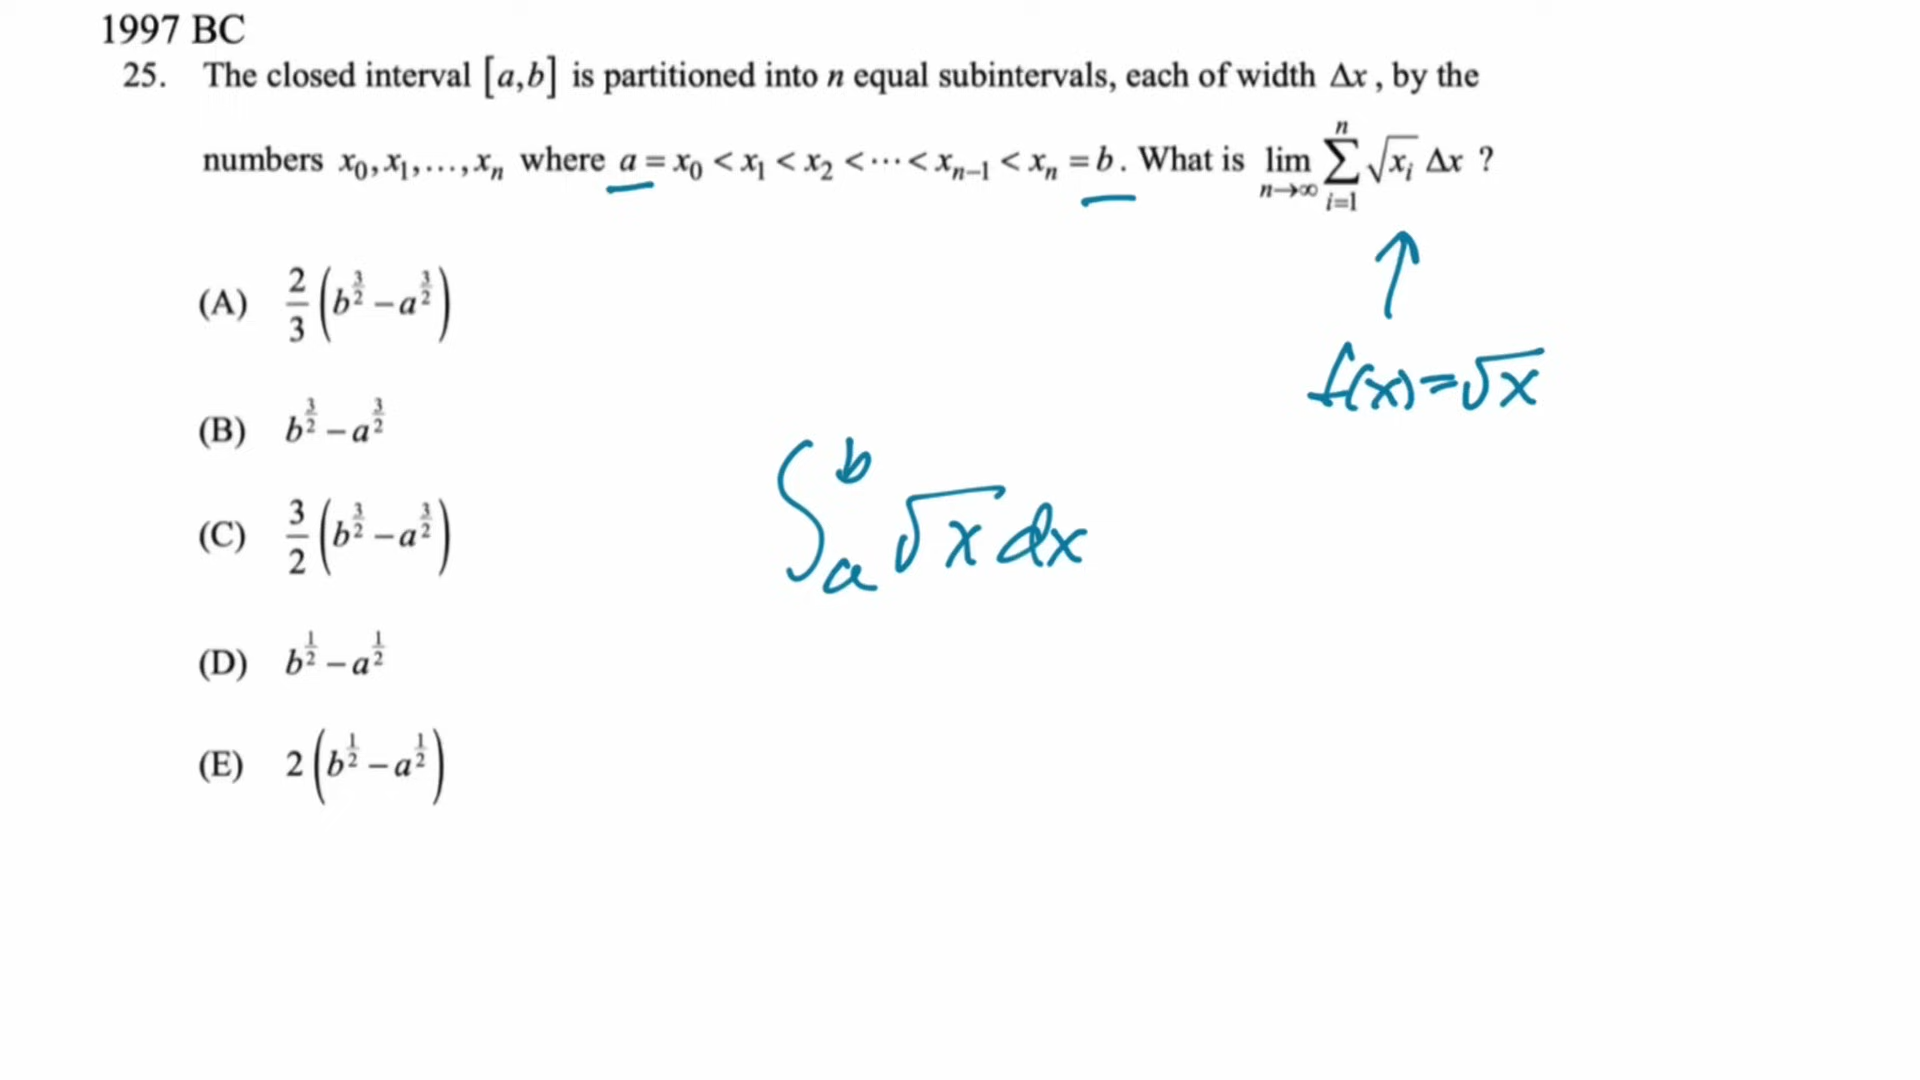 1997 BC
25. The closed interval [a,b] is partitioned into n equal subintervals, each of width Δx , by the
numbers x₀,x₁,…,xₙ where a = x₀ < x₁ < x₂ < ⋯ < xₙ₋₁ < xₙ = b . What is lim_{n→∞} ∑_{i=1}^{n} √xᵢ Δx ?
f(x)=√x
(A) 2/3 (b^{3/2} − a^{3/2})
(B) b^{3/2} − a^{3/2}
∫_a^b √x dx
(C) 3/2 (b^{3/2} − a^{3/2})
(D) b^{1/2} − a^{1/2}
(E) 2 (b^{1/2} − a^{1/2})